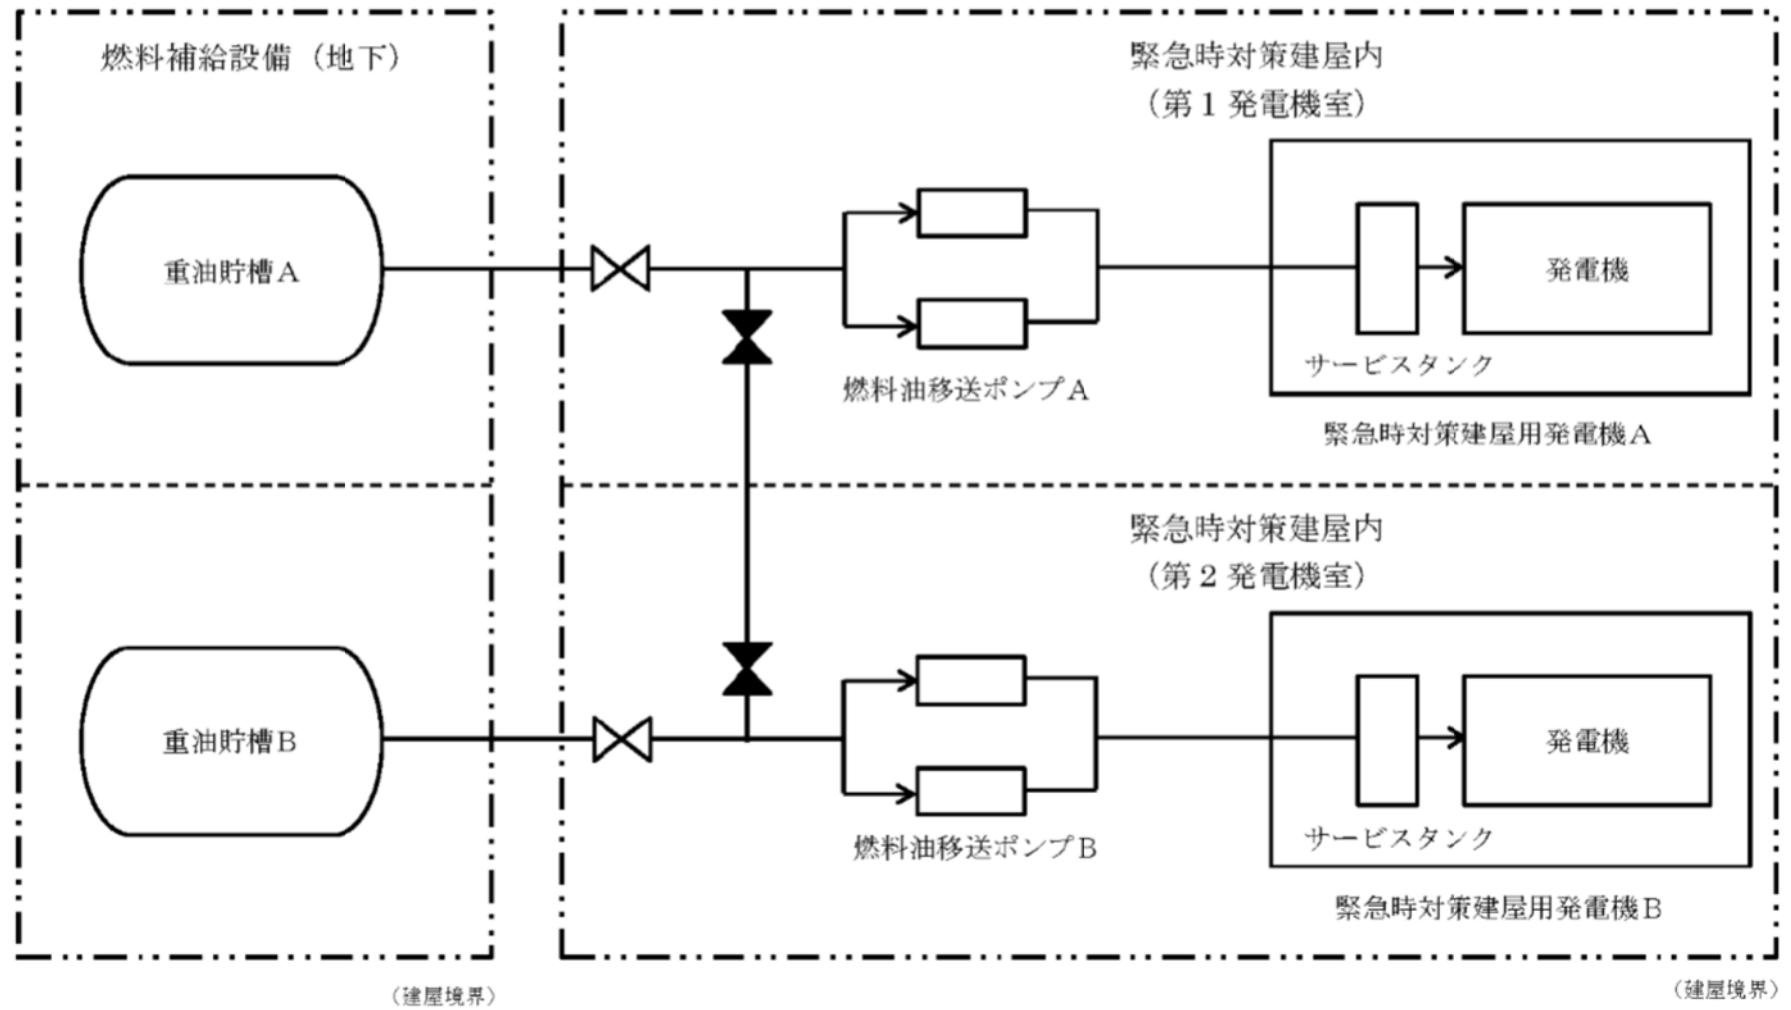 燃料補給設備（地下）
緊急時対策建屋内
（第１発電機室）
重油貯槽Ａ
発電機
サービスタンク
燃料油移送ポンプＡ
緊急時対策建屋用発電機Ａ
緊急時対策建屋内
（第２発電機室）
重油貯槽Ｂ
発電機
サービスタンク
燃料油移送ポンプＢ
緊急時対策建屋用発電機Ｂ
（建屋境界）
（建屋境界）